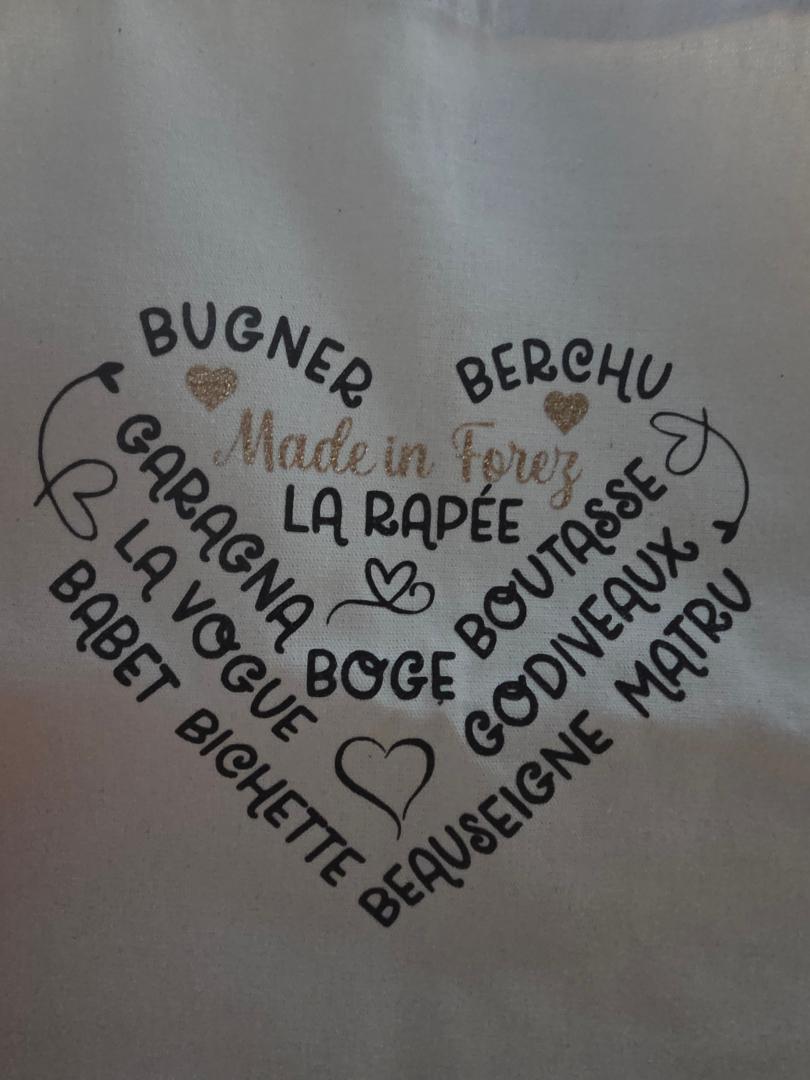 BUGNER
BERCHU
Made in Forez
LA RAPÉE
GARAGNA
BOUTASSE
LA VOGUE
BOGE
GODIVEAUX
BABET BICHETTE
BEAUSEIGNE MATRU